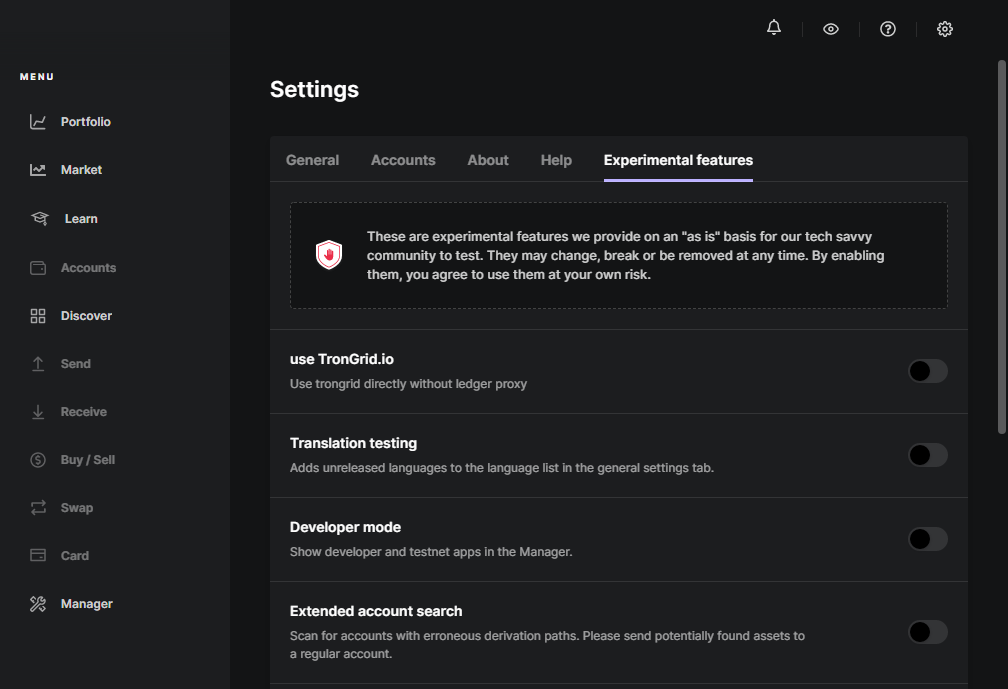 MENU
Portfolio
Market
Learn
Accounts
Discover
Send
Receive
Buy / Sell
Swap
Card
Manager
Settings
General
Accounts
About
Help
Experimental features
These are experimental features we provide on an "as is" basis for our tech savvy
community to test. They may change, break or be removed at any time. By enabling
them, you agree to use them at your own risk.
use TronGrid.io
Use trongrid directly without ledger proxy
Translation testing
Adds unreleased languages to the language list in the general settings tab.
Developer mode
Show developer and testnet apps in the Manager.
Extended account search
Scan for accounts with erroneous derivation paths. Please send potentially found assets to
a regular account.